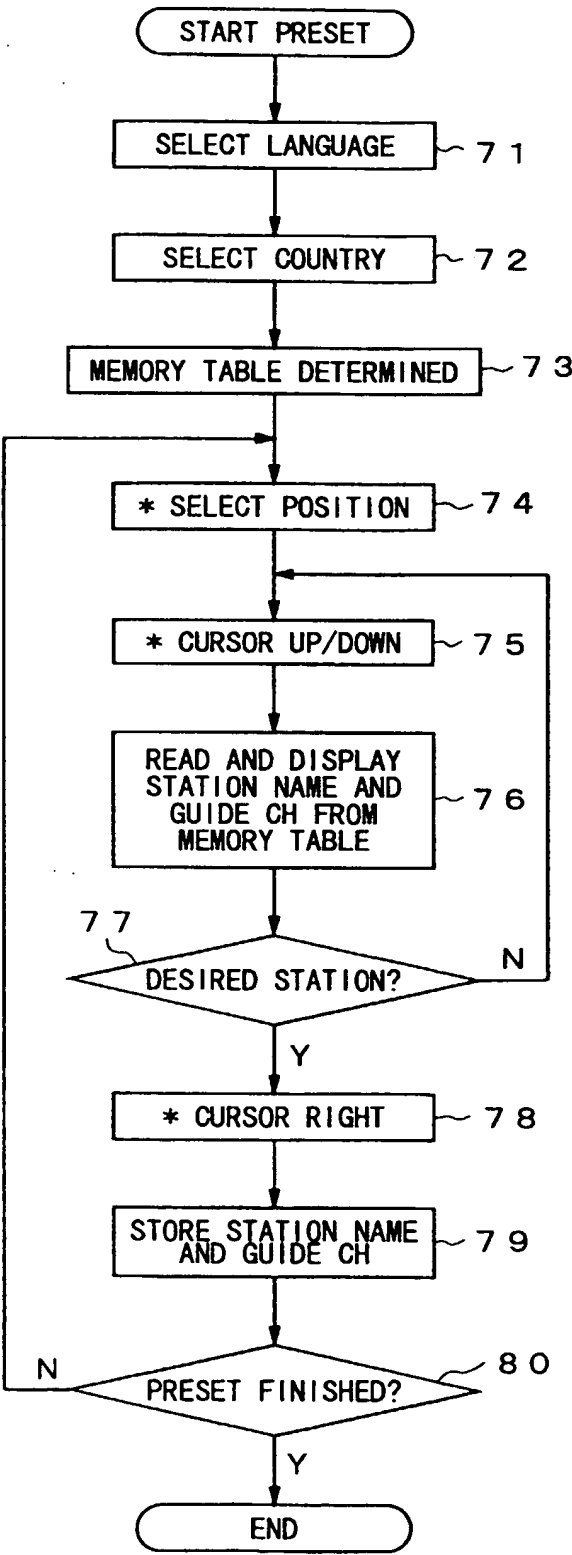 START PRESET
SELECT LANGUAGE 71
SELECT COUNTRY 72
MEMORY TABLE DETERMINED 73
* SELECT POSITION 74
* CURSOR UP/DOWN 75
READ AND DISPLAY
STATION NAME AND
GUIDE CH FROM
MEMORY TABLE
76
77
DESIRED STATION?
N
Y
* CURSOR RIGHT 78
STORE STATION NAME
AND GUIDE CH
79
80
N
PRESET FINISHED?
Y
END